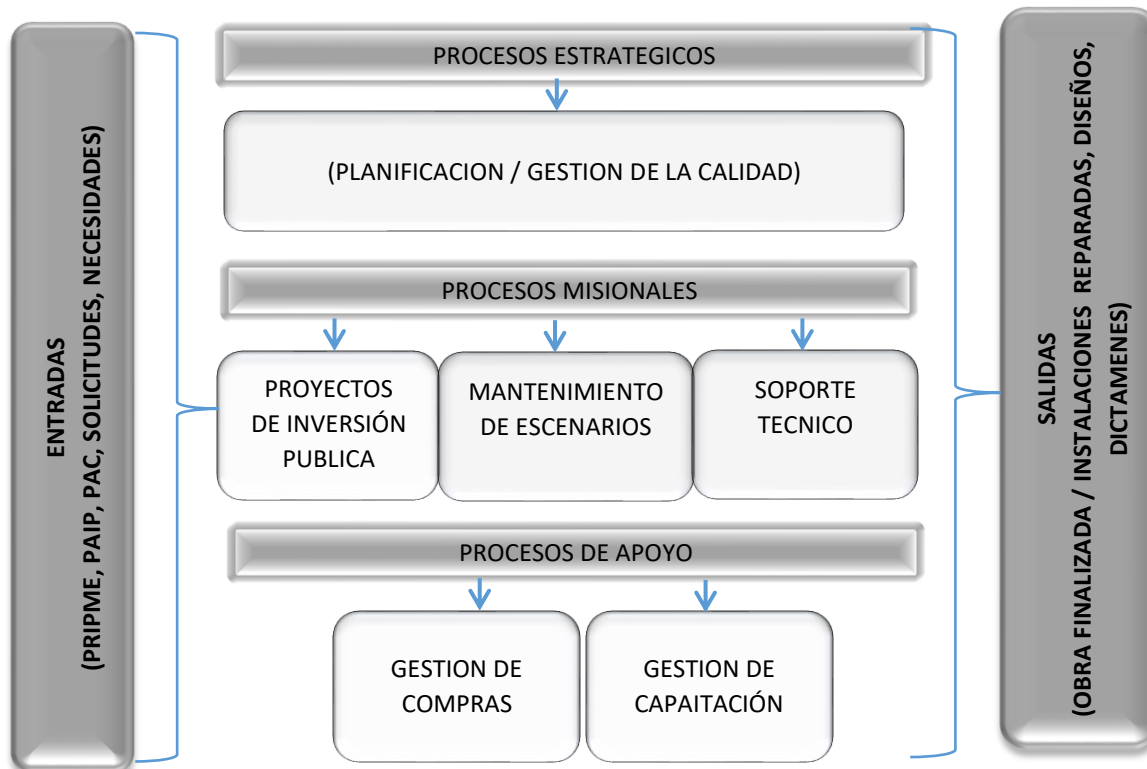 ENTRADAS
(PRIPME, PAIP, PAC, SOLICITUDES, NECESIDADES)
PROCESOS ESTRATEGICOS
(PLANIFICACION / GESTION DE LA CALIDAD)
PROCESOS MISIONALES
PROYECTOS
DE INVERSIÓN
PUBLICA
MANTENIMIENTO
DE ESCENARIOS
SOPORTE
TECNICO
PROCESOS DE APOYO
GESTION DE
COMPRAS
GESTION DE
CAPAITACIÓN
SALIDAS
(OBRA FINALIZADA / INSTALACIONES REPARADAS, DISEÑOS,
DICTAMENES)